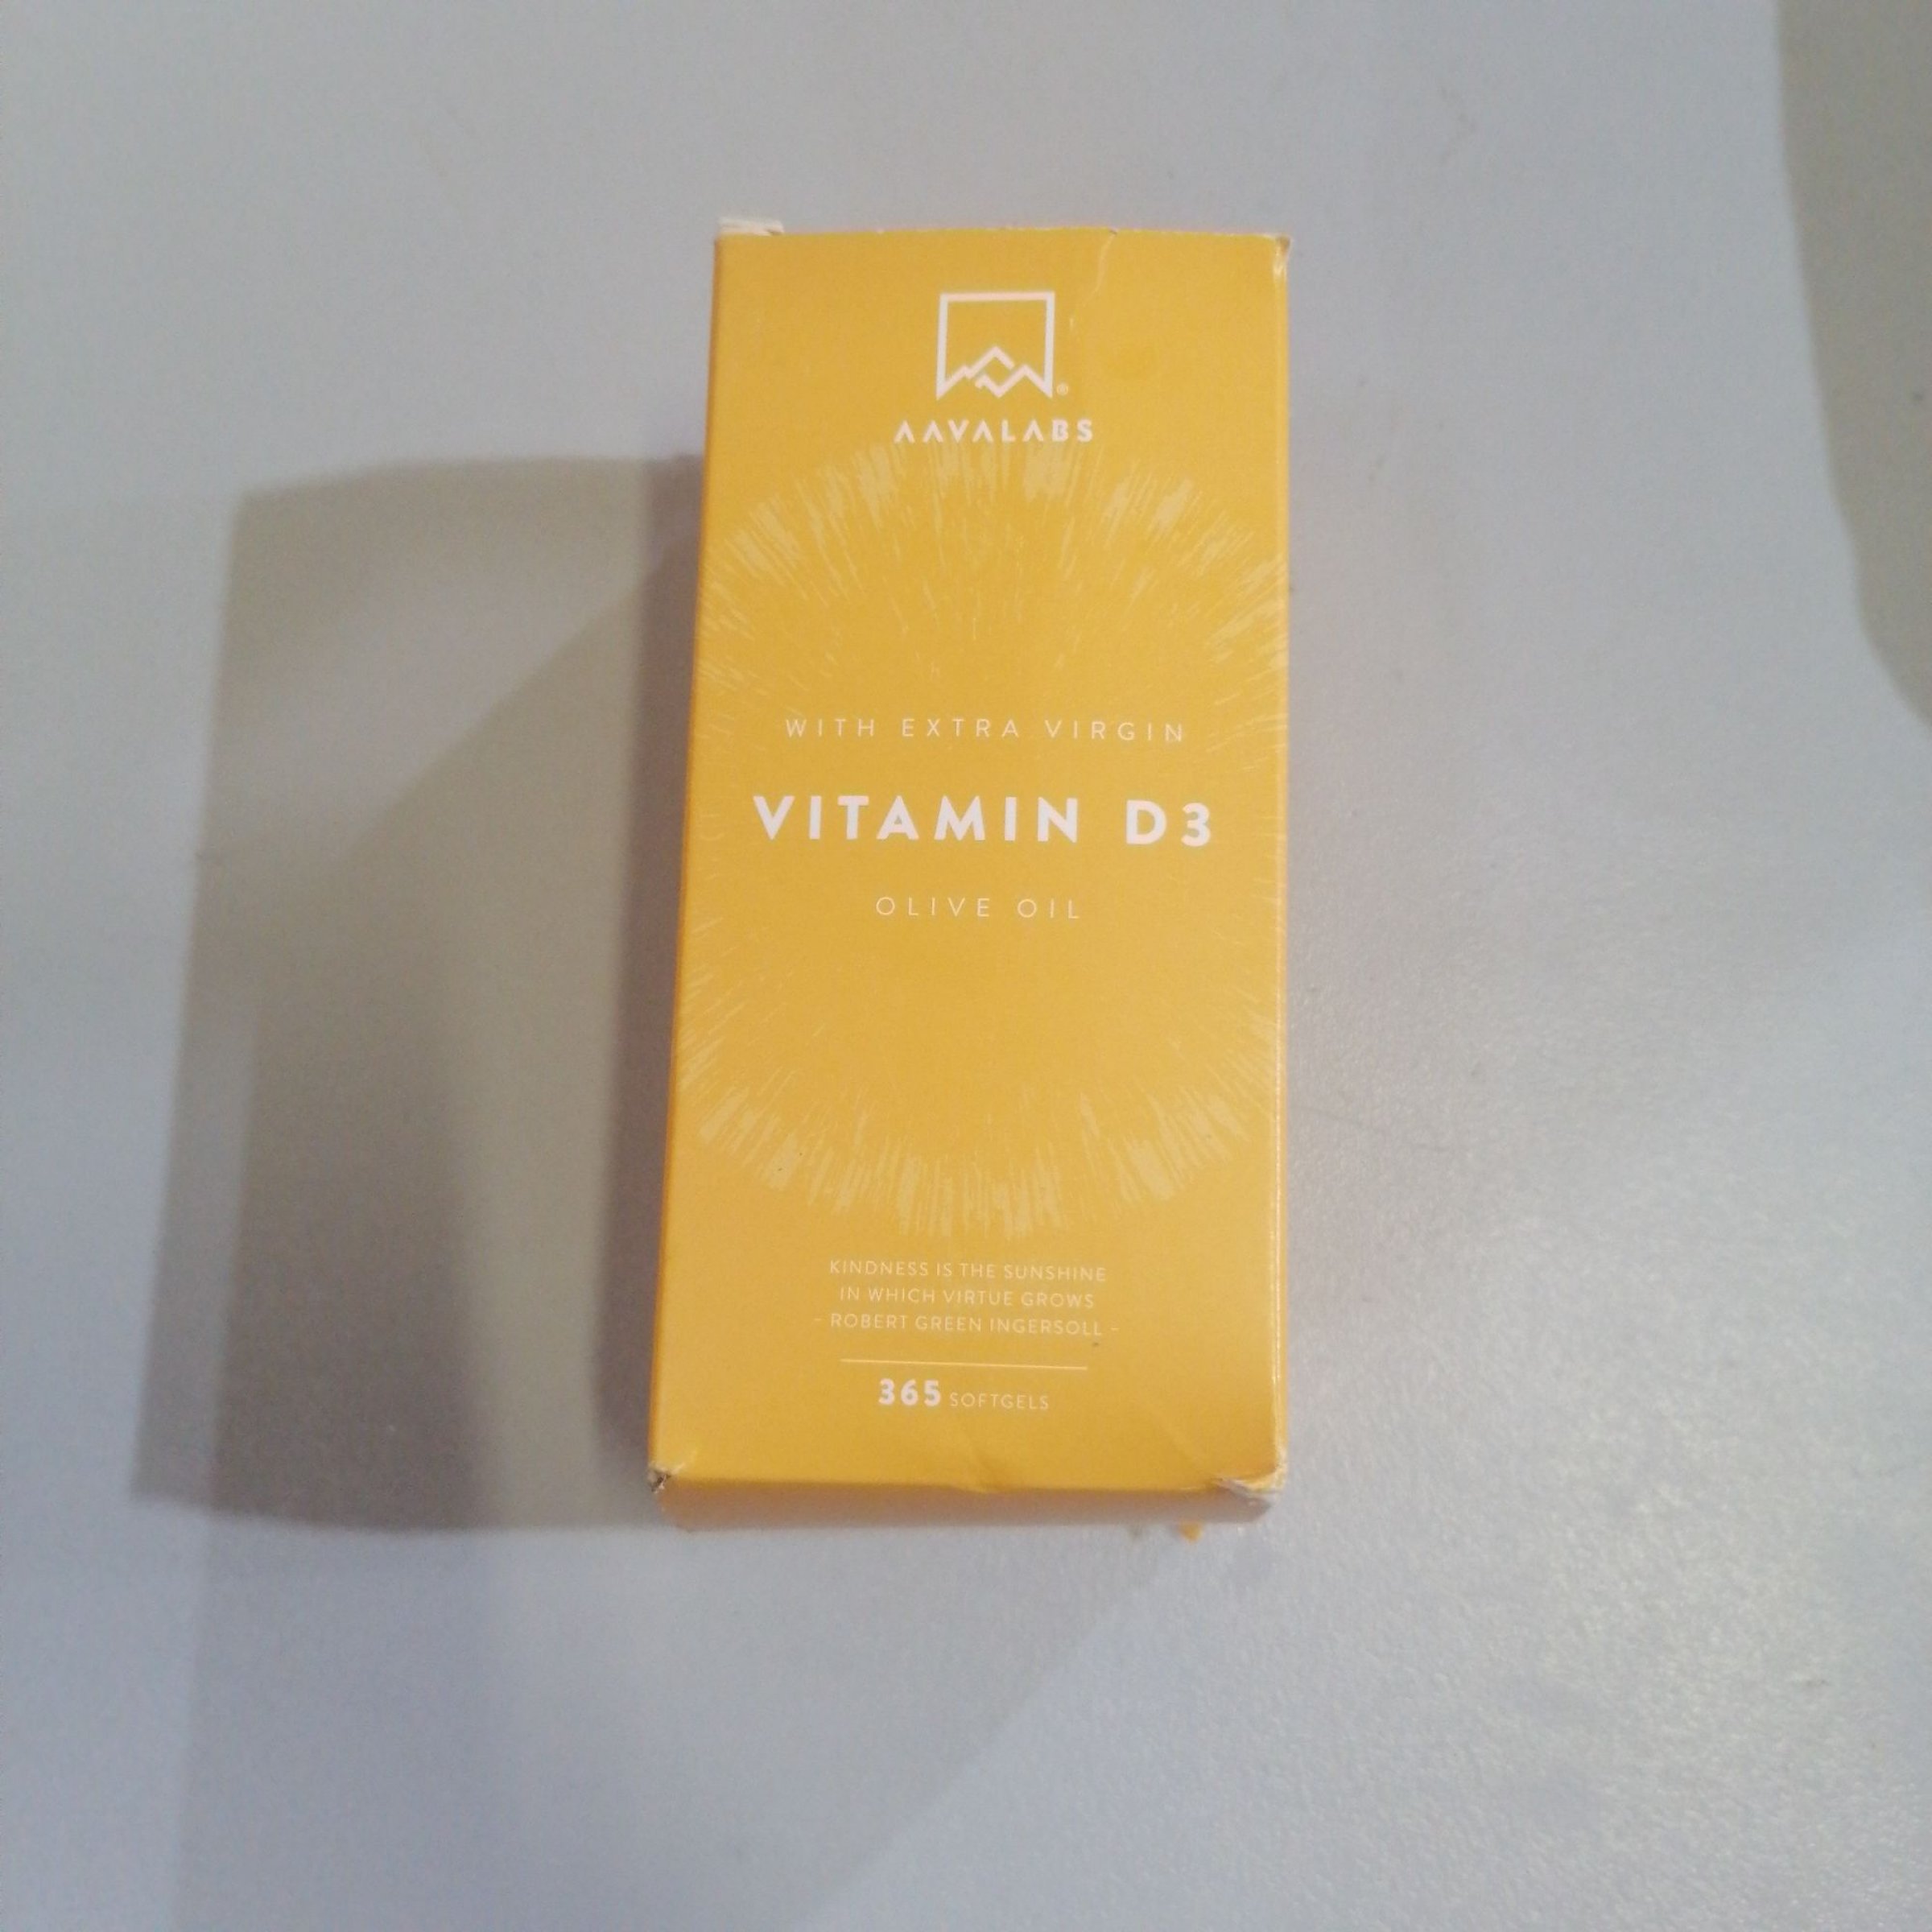 AAVALABS
WITH EXTRA VIRGIN
VITAMIN D3
OLIVE OIL
KINDNESS IS THE SUNSHINE
IN WHICH VIRTUE GROWS
- ROBERT GREEN INGERSOLL -
365 SOFTGELS